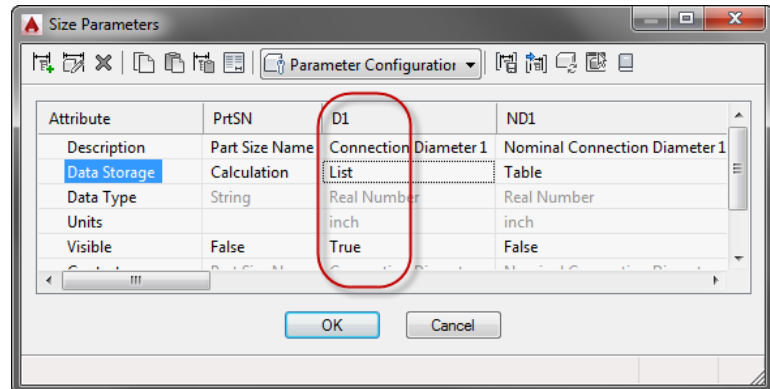 Size Parameters
Parameter Configuration
Attribute PrtSN D1 ND1
Description Part Size Name Connection Diameter 1 Nominal Connection Diameter 1
Data Storage Calculation List Table
Data Type String Real Number Real Number
Units inch inch
Visible False True False
OK Cancel